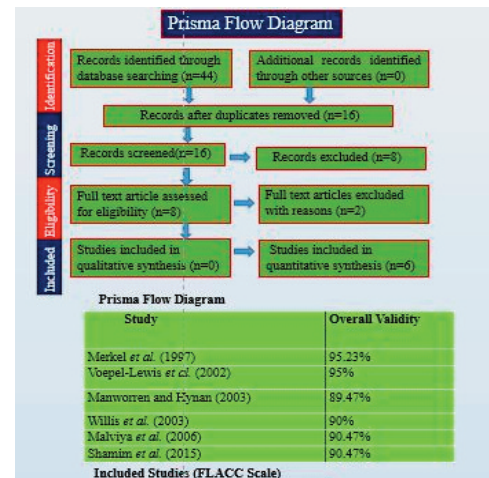 Prisma Flow Diagram
Identification
Records identified through
database searching (n=44)
Additional records identified
through other sources (n=0)
Records after duplicates removed (n=16)
Screening
Records screened(n=16)
Records excluded (n=8)
Eligibility
Full text article assessed
for eligibility (n=8)
Full text articles excluded
with reasons (n=2)
Included
Studies included in
qualitative synthesis (n=0)
Studies included in
quantitative synthesis (n=6)
Prisma Flow Diagram
Study Overall Validity
Merkel et al. (1997) 95.23%
Voepel-Lewis et al. (2002) 95%
Manworren and Hynan (2003) 89.47%
Willis et al. (2003) 90%
Malviya et al. (2006) 90.47%
Shamim et al. (2015) 90.47%
Included Studies (FLACC Scale)